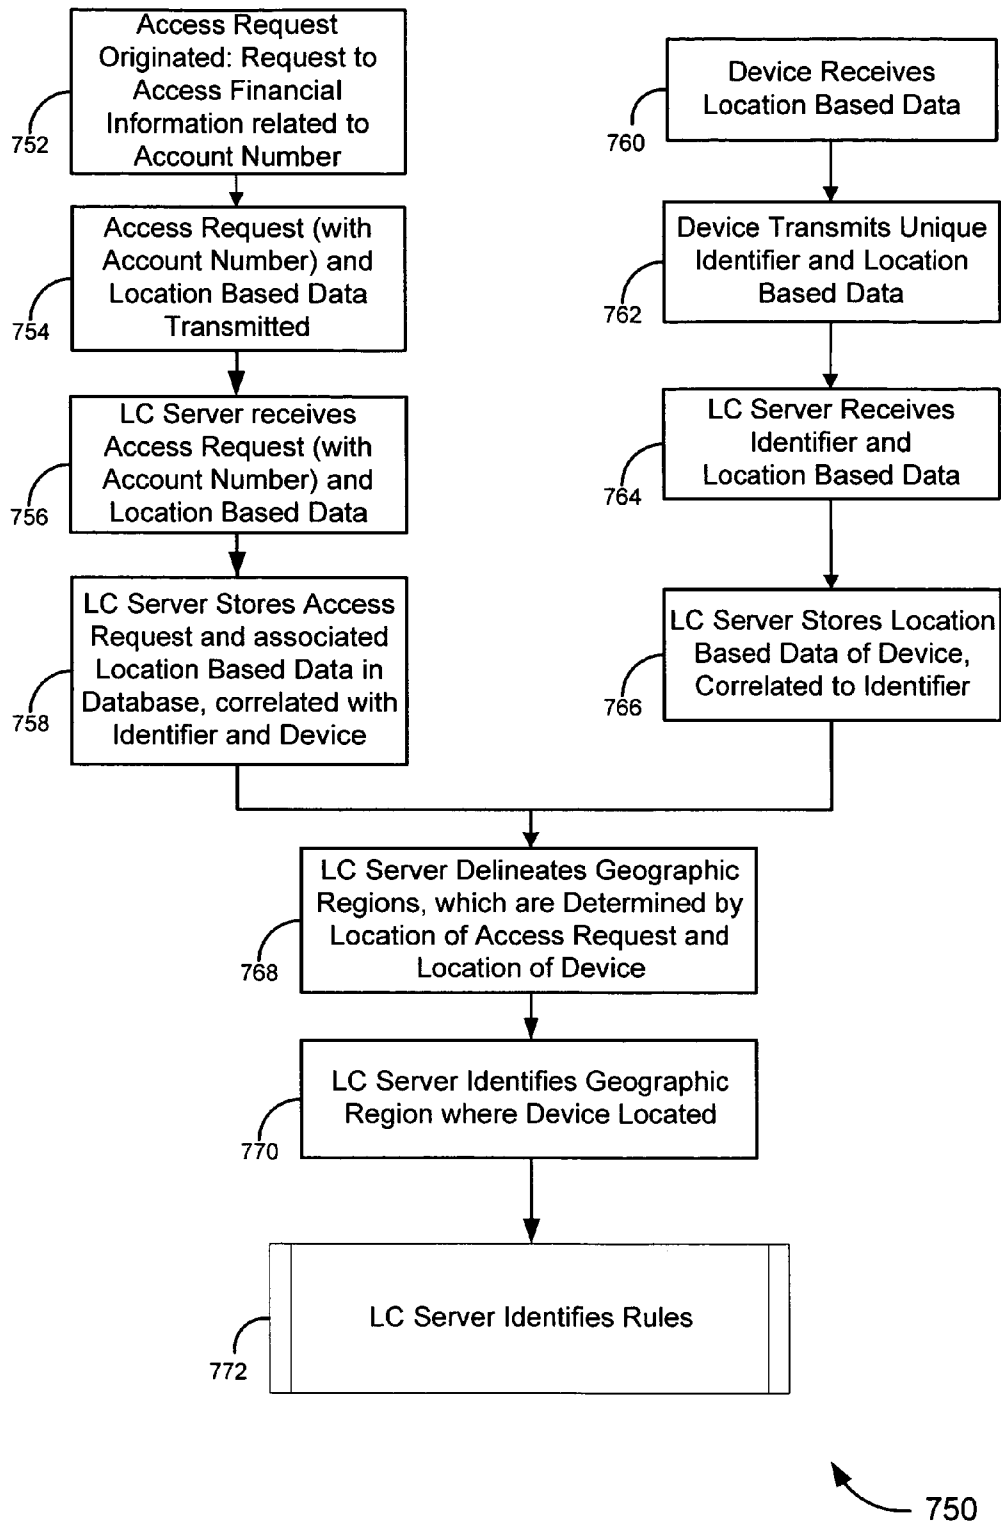 Access Request
Originated: Request to
Access Financial
Information related to
Account Number
752
Access Request (with
Account Number) and
Location Based Data
Transmitted
754
LC Server receives
Access Request (with
Account Number) and
Location Based Data
756
LC Server Stores Access
Request and associated
Location Based Data in
Database, correlated with
Identifier and Device
758
Device Receives
Location Based Data
760
Device Transmits Unique
Identifier and Location
Based Data
762
LC Server Receives
Identifier and
Location Based Data
764
LC Server Stores Location
Based Data of Device,
Correlated to Identifier
766
LC Server Delineates Geographic
Regions, which are Determined by
Location of Access Request and
Location of Device
768
LC Server Identifies Geographic
Region where Device Located
770
LC Server Identifies Rules
772
750